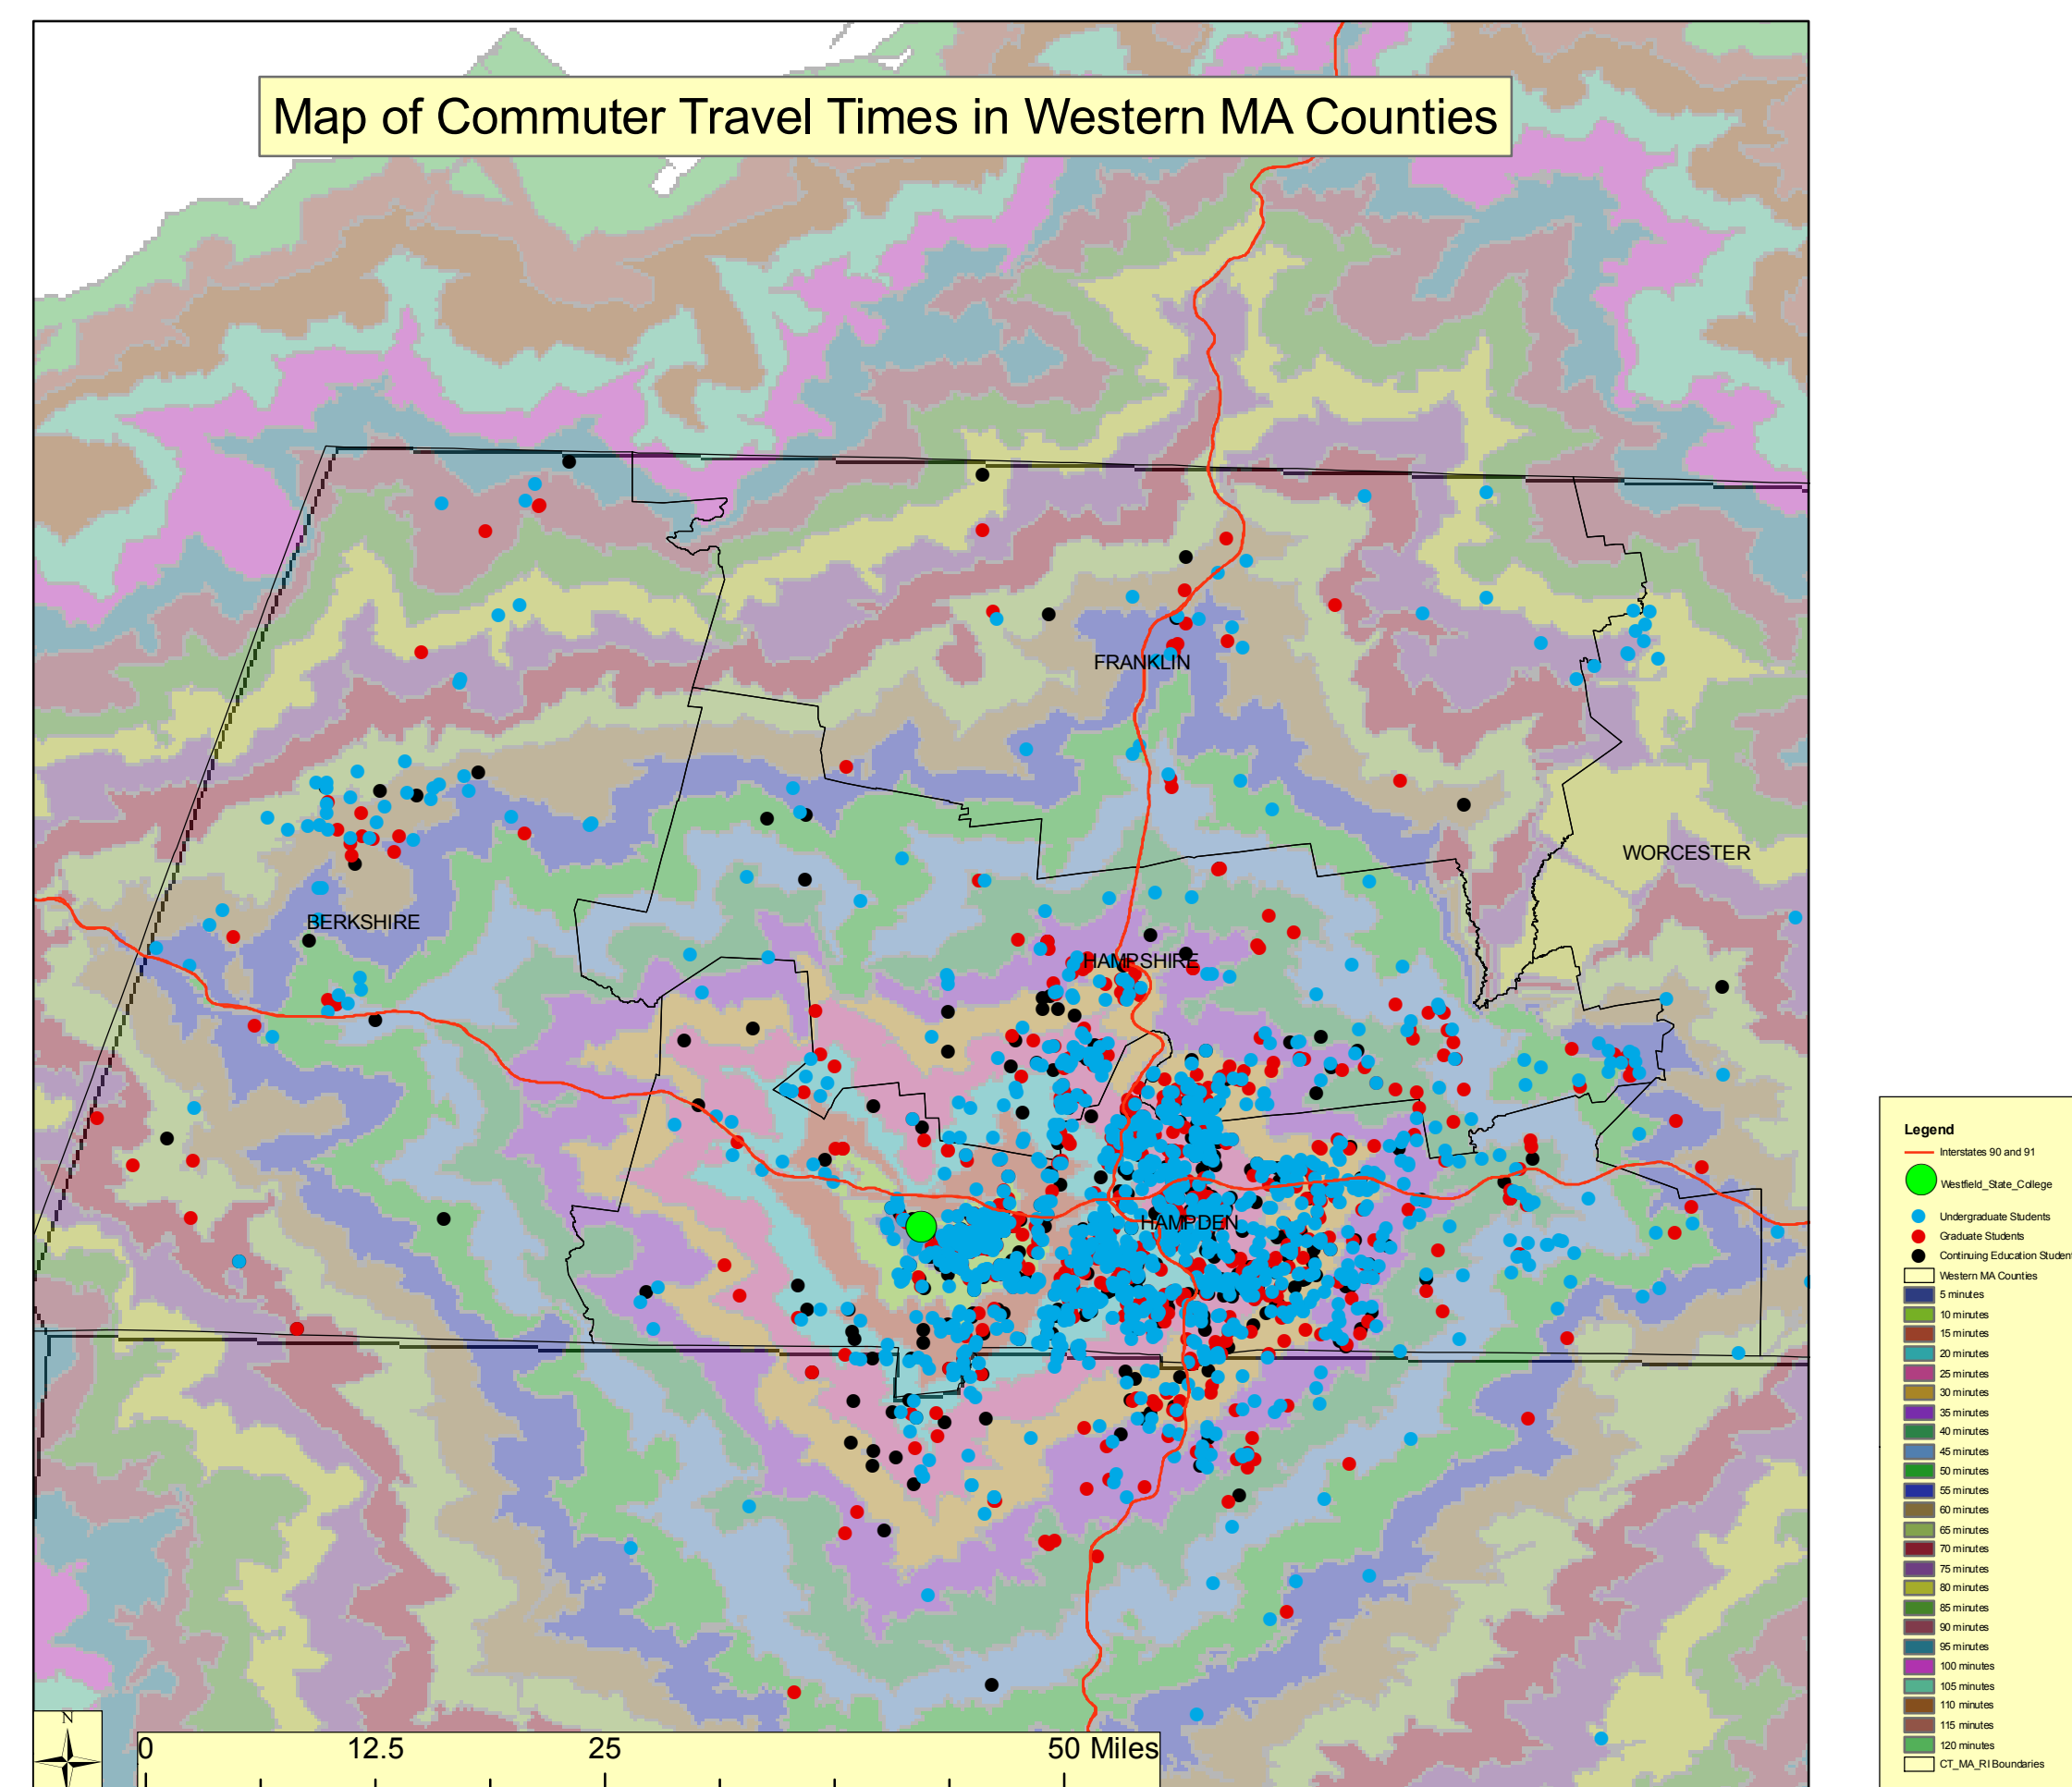 Map of Commuter Travel Times in Western MA Counties
FRANKLIN
WORCESTER
BERKSHIRE
HAMPSHIRE
HAMPDEN
N
0 12.5 25 50 Miles
Legend
Interstates 90 and 91
Westfield_State_College
Undergraduate Students
Graduate Students
Continuing Education Student
Western MA Counties
5 minutes
10 minutes
15 minutes
20 minutes
25 minutes
30 minutes
35 minutes
40 minutes
45 minutes
50 minutes
55 minutes
60 minutes
65 minutes
70 minutes
75 minutes
80 minutes
85 minutes
90 minutes
95 minutes
100 minutes
105 minutes
110 minutes
115 minutes
120 minutes
CT_MA_RI Boundaries